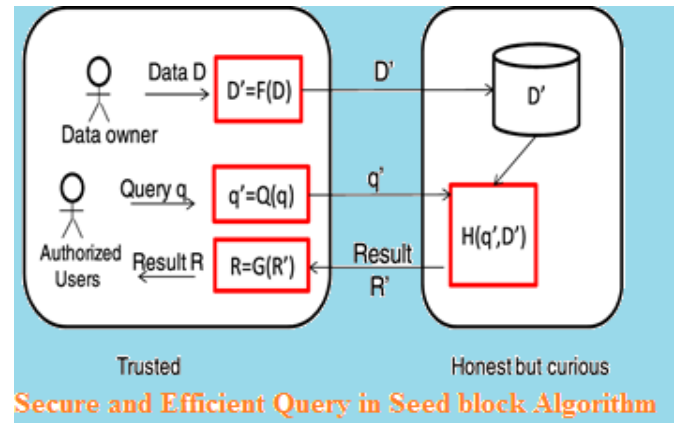 Data D
D'=F(D)
D'
D'
Data owner
Query q
q'=Q(q)
q'
H(q',D')
Authorized
Users
Result R
R=G(R')
Result
R'
Trusted
Honest but curious
Secure and Efficient Query in Seed block Algorithm